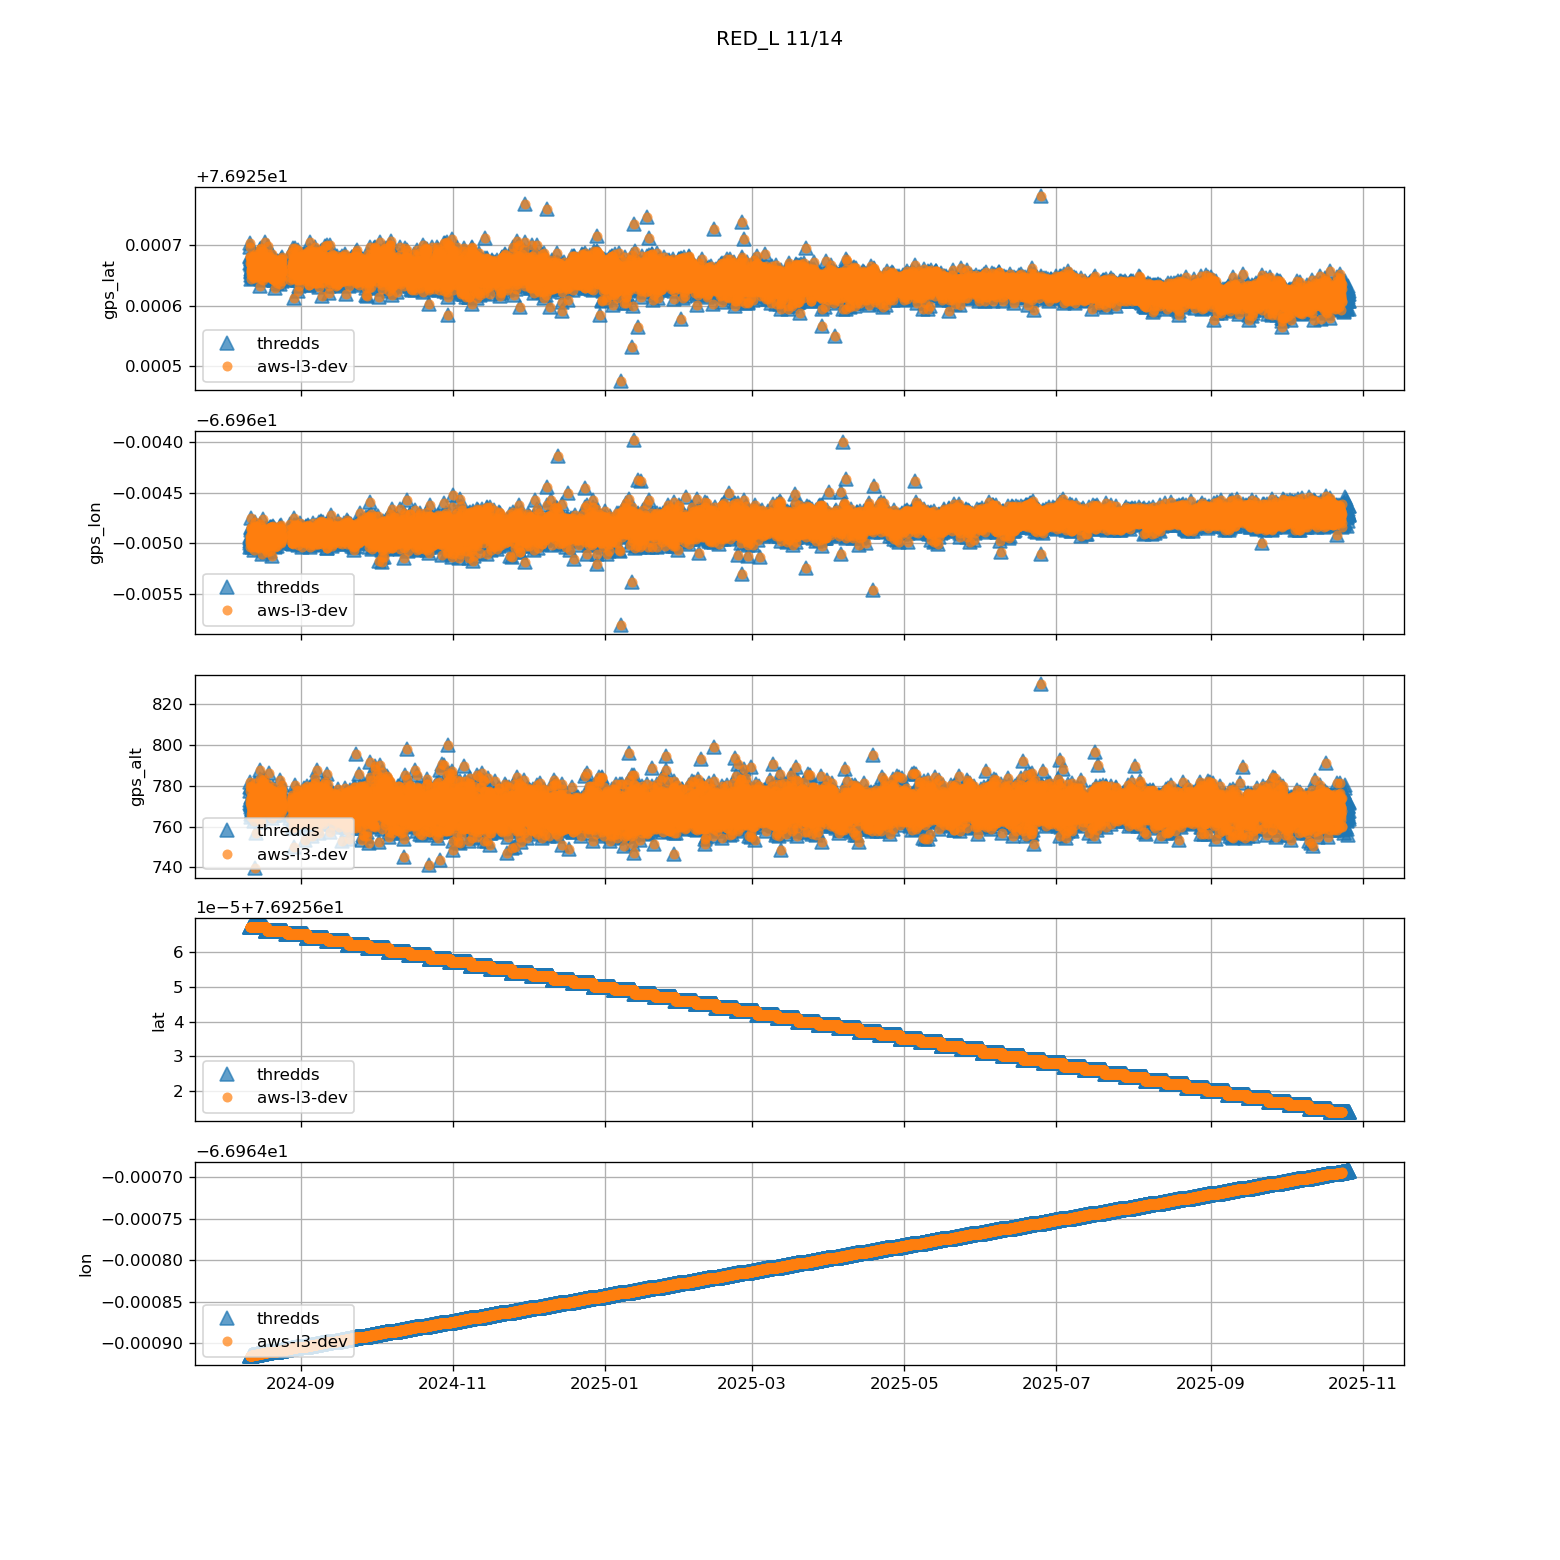 RED_L 11/14
+7.6925e1
0.0007
0.0006
0.0005
gps_lat
thredds
aws-l3-dev
−6.696e1
−0.0040
−0.0045
−0.0050
−0.0055
gps_lon
thredds
aws-l3-dev
820
800
780
760
740
gps_alt
thredds
aws-l3-dev
1e−5+7.69256e1
6
5
4
3
2
lat
thredds
aws-l3-dev
−6.6964e1
−0.00070
−0.00075
−0.00080
−0.00085
−0.00090
lon
thredds
aws-l3-dev
2024-09 2024-11 2025-01 2025-03 2025-05 2025-07 2025-09 2025-11